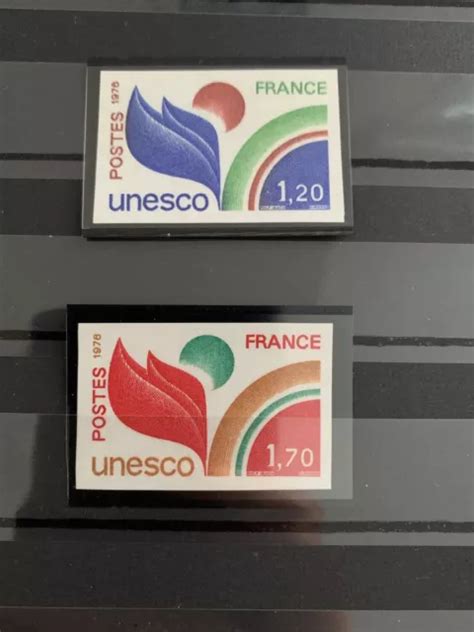 POSTES 1978
FRANCE
unesco
1,20
POSTES 1978
FRANCE
unesco
1,70